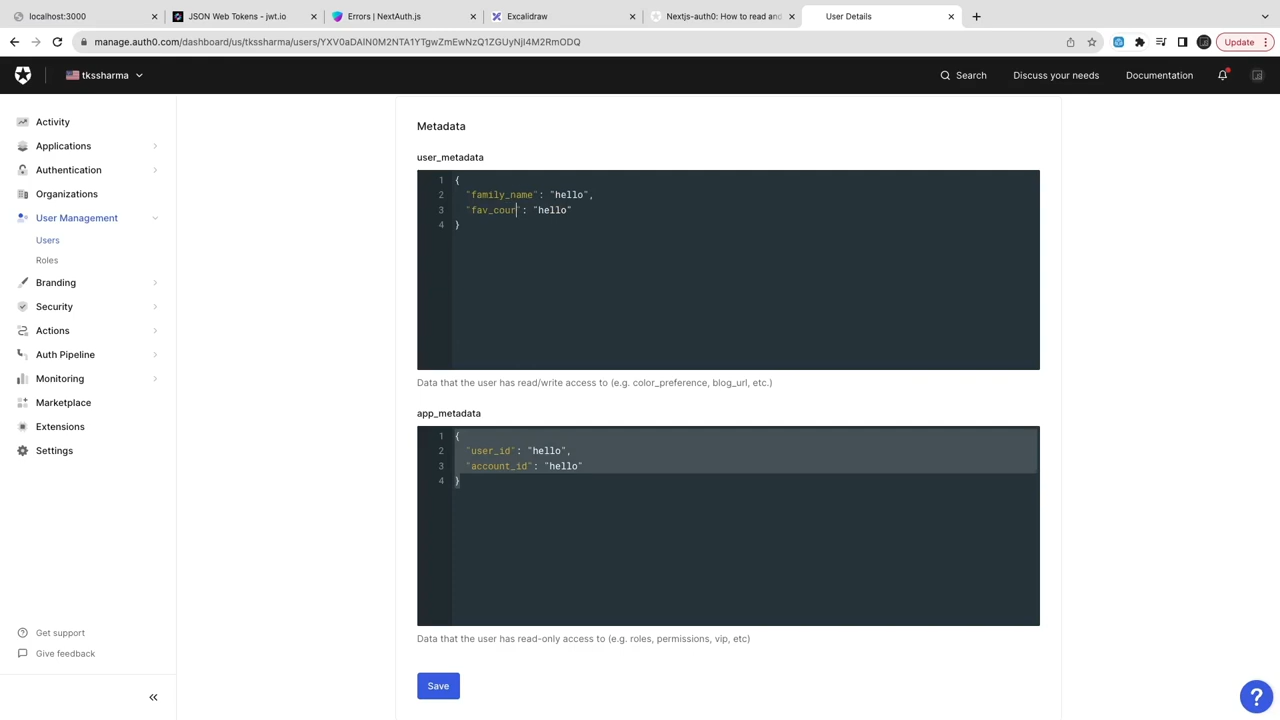 localhost:3000
JSON Web Tokens - jwt.io
Errors | NextAuth.js
Excalidraw
Nextjs-auth0: How to read and
User Details
manage.auth0.com/dashboard/us/tkssharma/users/YXV0aDAlN0M2NTA1YTgwZmEwNzQ1ZGUyNjI4M2RmODQ
Update
tkssharma
Search
Discuss your needs
Documentation
Activity
Applications
Authentication
Organizations
User Management
Users
Roles
Branding
Security
Actions
Auth Pipeline
Monitoring
Marketplace
Extensions
Settings
Get support
Give feedback
Metadata
user_metadata
1 {
2 "family_name": "hello",
3 "fav_cour": "hello"
4 }
Data that the user has read/write access to (e.g. color_preference, blog_url, etc.)
app_metadata
1 {
2 "user_id": "hello",
3 "account_id": "hello"
4 }
Data that the user has read-only access to (e.g. roles, permissions, vip, etc)
Save
?